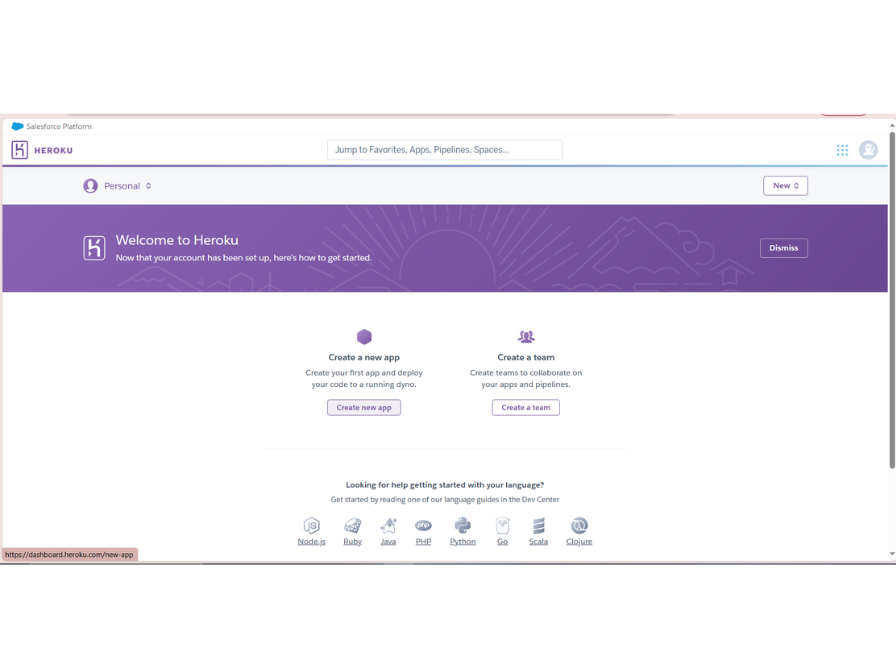 Salesforce Platform
HEROKU
Jump to Favorites, Apps, Pipelines, Spaces...
Personal
New
Welcome to Heroku
Now that your account has been set up, here's how to get started.
Dismiss
Create a new app
Create your first app and deploy
your code to a running dyno.
Create new app
Create a team
Create teams to collaborate on
your apps and pipelines.
Create a team
Looking for help getting started with your language?
Get started by reading one of our language guides in the Dev Center
JS
php
Node.js Ruby Java PHP Python Go Scala Clojure
https://dashboard.heroku.com/new-app